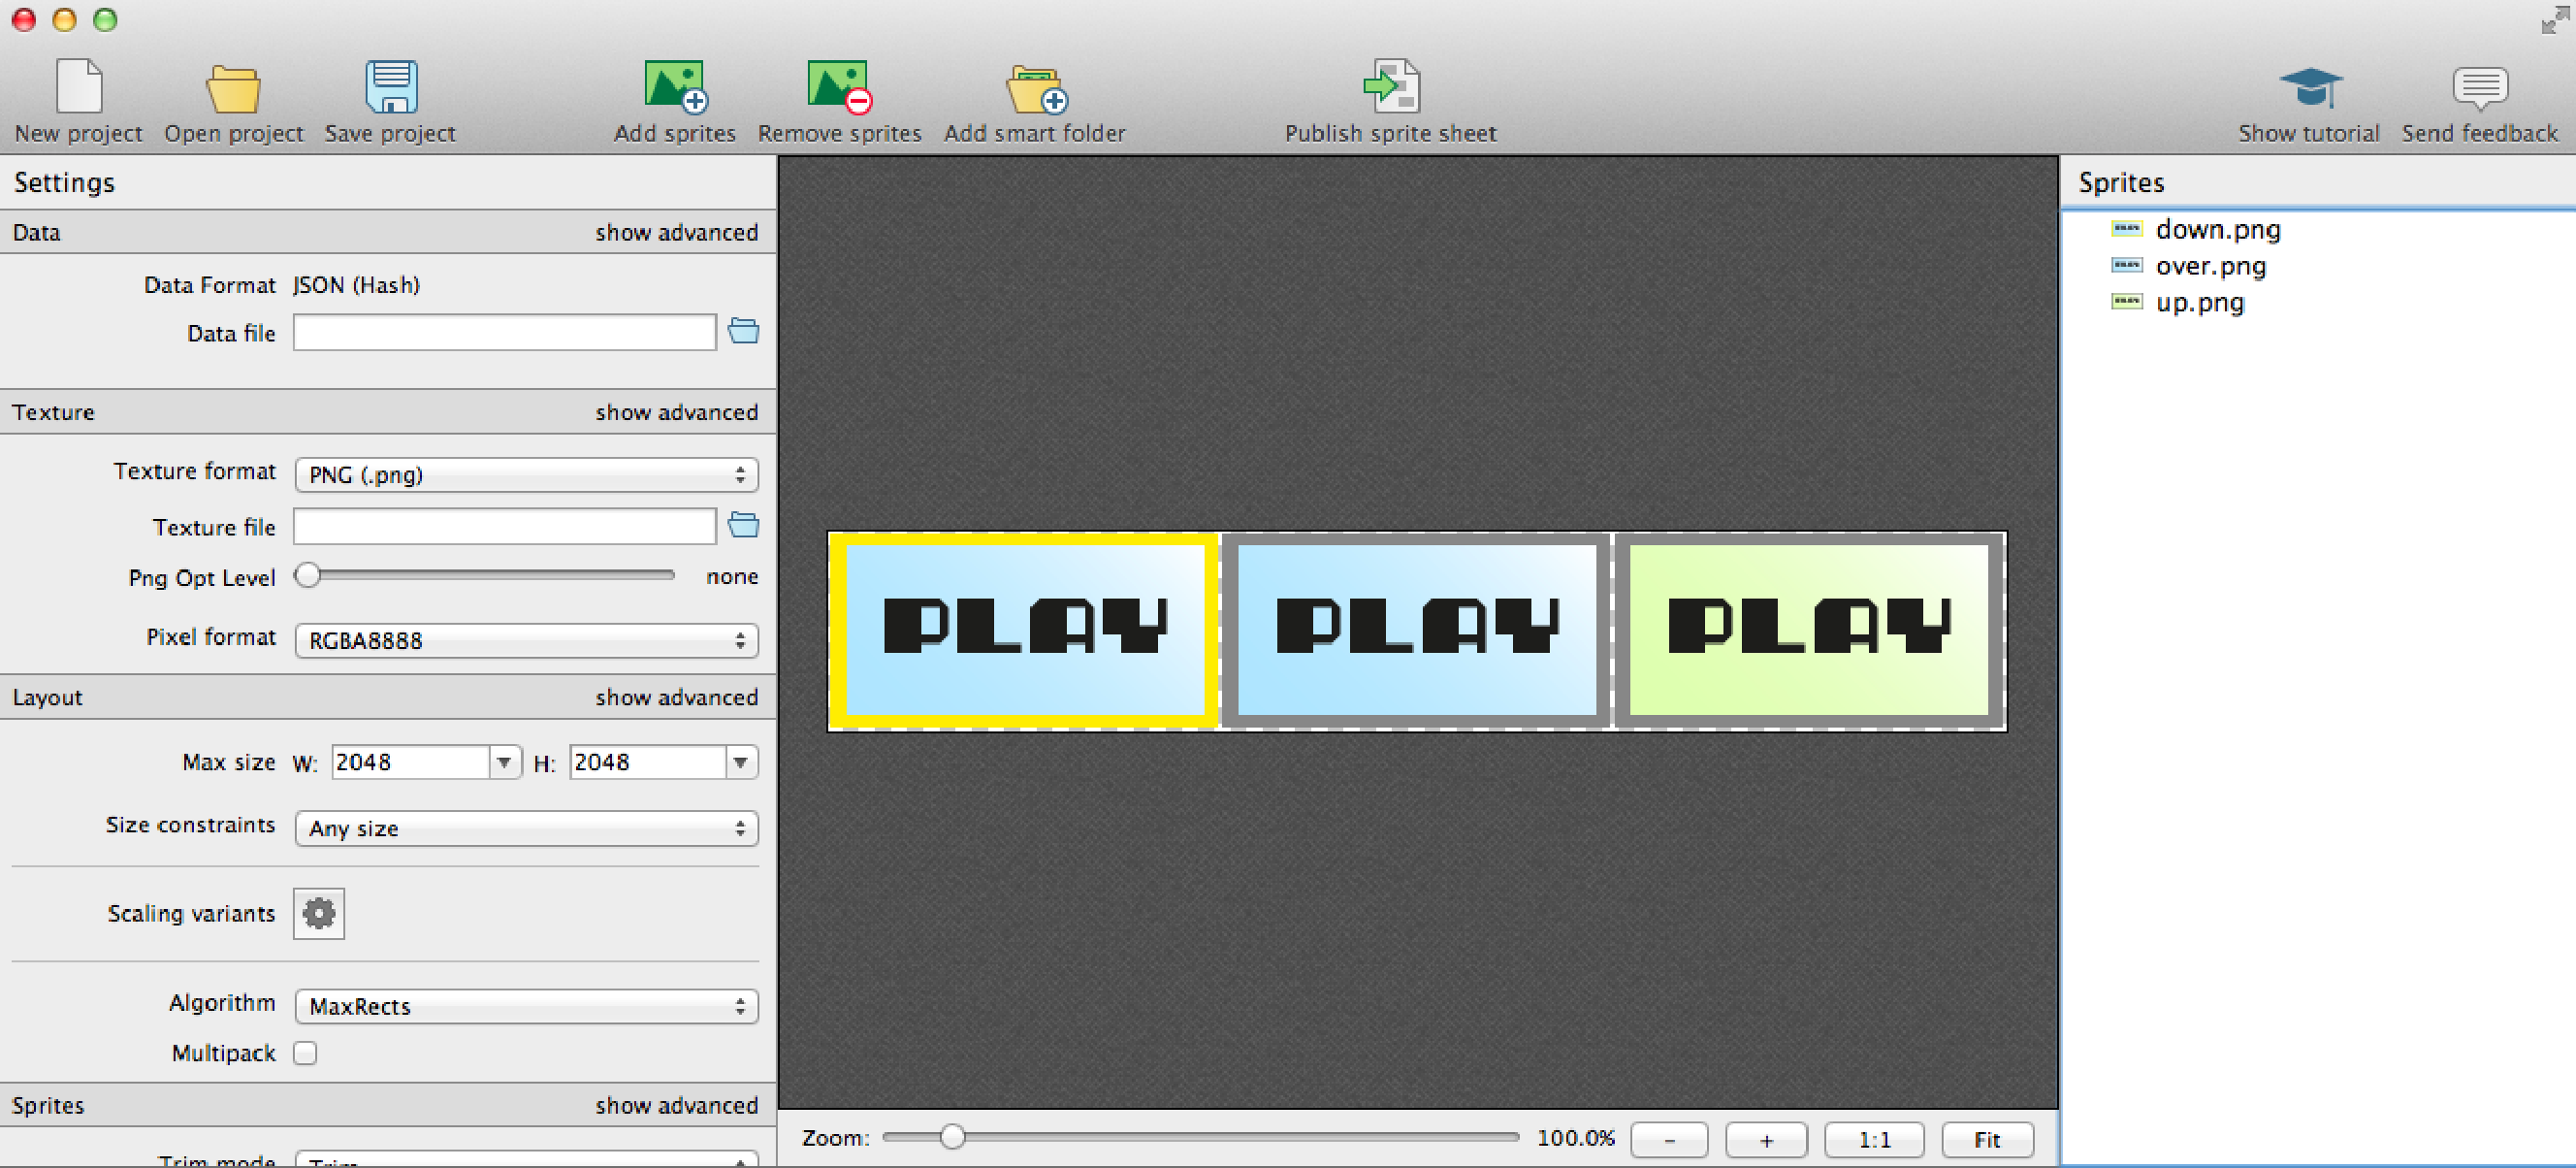 New project Open project Save project Add sprites Remove sprites Add smart folder Publish sprite sheet Show tutorial Send feedback
Settings
Data show advanced
Data Format JSON (Hash)
Data file
Texture show advanced
Texture format PNG (.png)
Texture file
Png Opt Level none
Pixel format RGBA8888
Layout show advanced
Max size W: 2048 H: 2048
Size constraints Any size
Scaling variants
Algorithm MaxRects
Multipack
Sprites show advanced
Trim mode Trim
PLAY PLAY PLAY
Zoom: 100.0% - + 1:1 Fit
Sprites
down.png
over.png
up.png